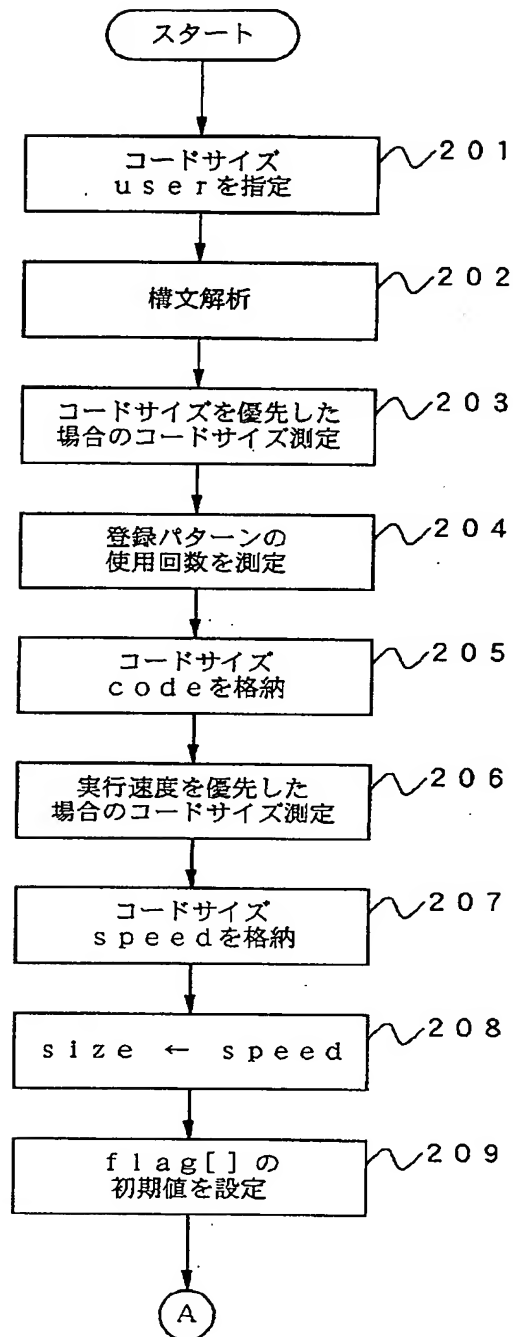 スタート
コードサイズ
userを指定
201
構文解析
202
コードサイズを優先した
場合のコードサイズ測定
203
登録パターンの
使用回数を測定
204
コードサイズ
codeを格納
205
実行速度を優先した
場合のコードサイズ測定
206
コードサイズ
speedを格納
207
size ← speed
208
flag[]の
初期値を設定
209
A